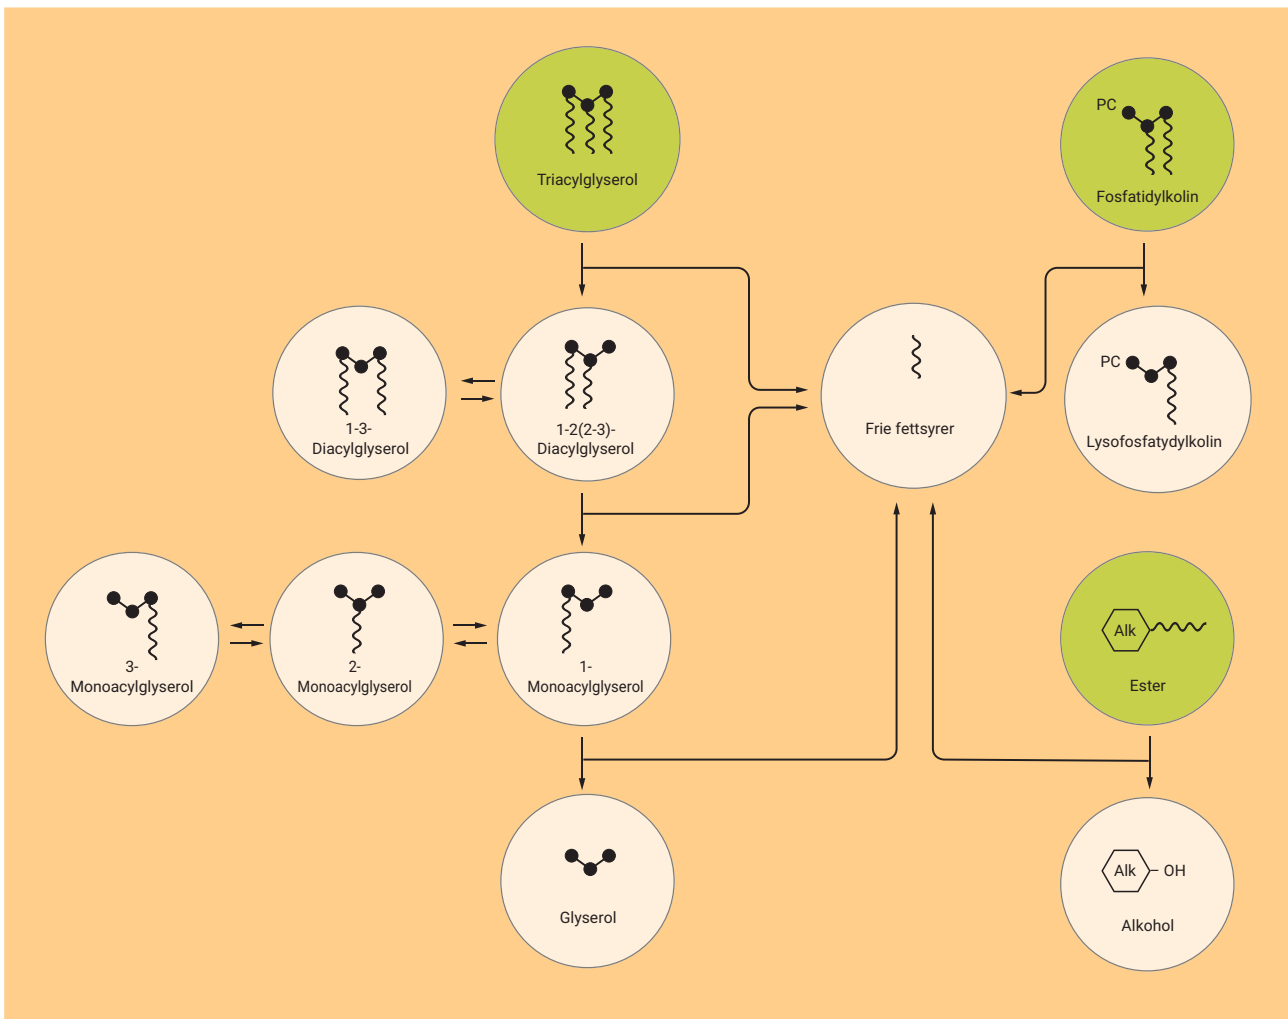 Triacylglyserol
PC
Fosfatidylkolin
1-3-
Diacylglyserol
1-2(2-3)-
Diacylglyserol
Frie fettsyrer
PC
Lysofosfatydylkolin
3-
Monoacylglyserol
2-
Monoacylglyserol
1-
Monoacylglyserol
Alk
Ester
Glyserol
Alk OH
Alkohol